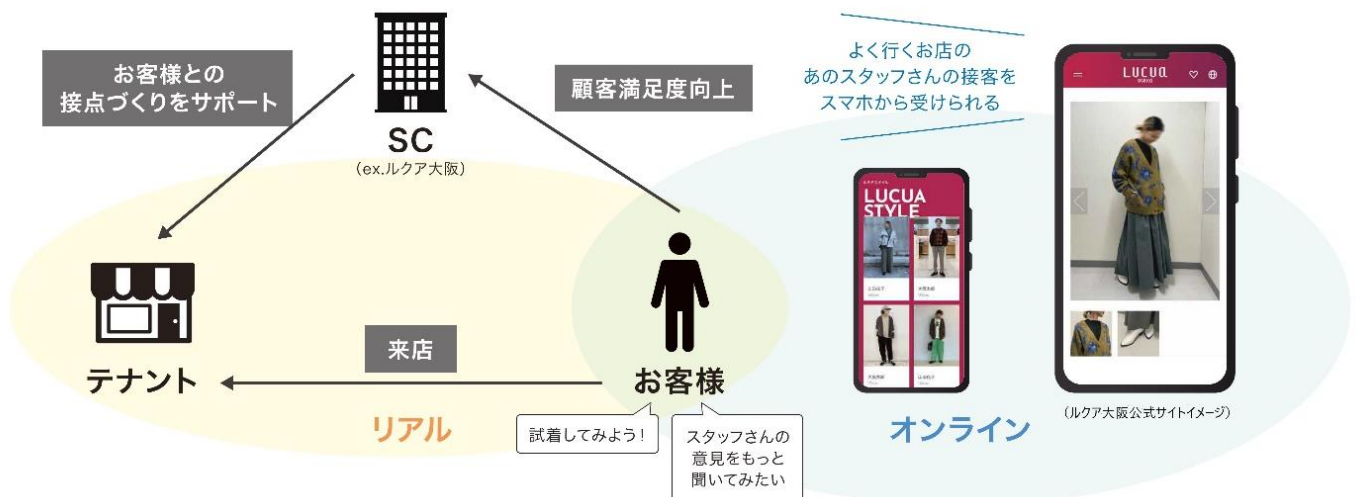 お客様との
接点づくりをサポート
SC
（ex.ルクア大阪）
顧客満足度向上
よく行くお店の
あのスタッフさんの接客を
スマホから受けられる
LUCUA
LUCUA
STYLE
テナント
来店
お客様
リアル
試着してみよう！
スタッフさんの
意見をもっと
聞いてみたい
オンライン
（ルクア大阪公式サイトイメージ）